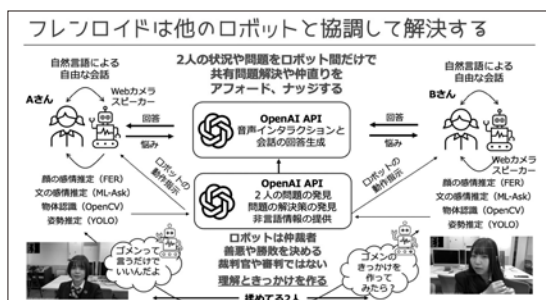 フレンロイドは他のロボットと協調して解決する
2人の状況や問題をロボット間だけで
共有問題解決や仲直りを
アフォード、ナッジする
自然言語による
自由な会話
Aさん
Webカメラ
スピーカー
回答
悩み
OpenAI API
音声インタラクションと
会話の回答生成
回答
悩み
自然言語による
自由な会話
Bさん
Webカメラ
スピーカー
顔の感情推定（FER）
文の感情推定（ML-Ask）
物体認識（OpenCV）
姿勢推定（YOLO）
ロボットの
動作指示
OpenAI API
2人の問題の発見
問題の解決策の発見
非言語情報の提供
ロボットの
動作指示
顔の感情推定（FER）
文の感情推定（ML-Ask）
物体認識（OpenCV）
姿勢推定（YOLO）
ロボットは仲裁者
善悪や勝敗を決める
裁判官や審判ではない
理解ときっかけを作る
ゴメンって
言うだけで
いいんだよ
ゴメンの
きっかけを
作って
みたら？
揉めてる2人